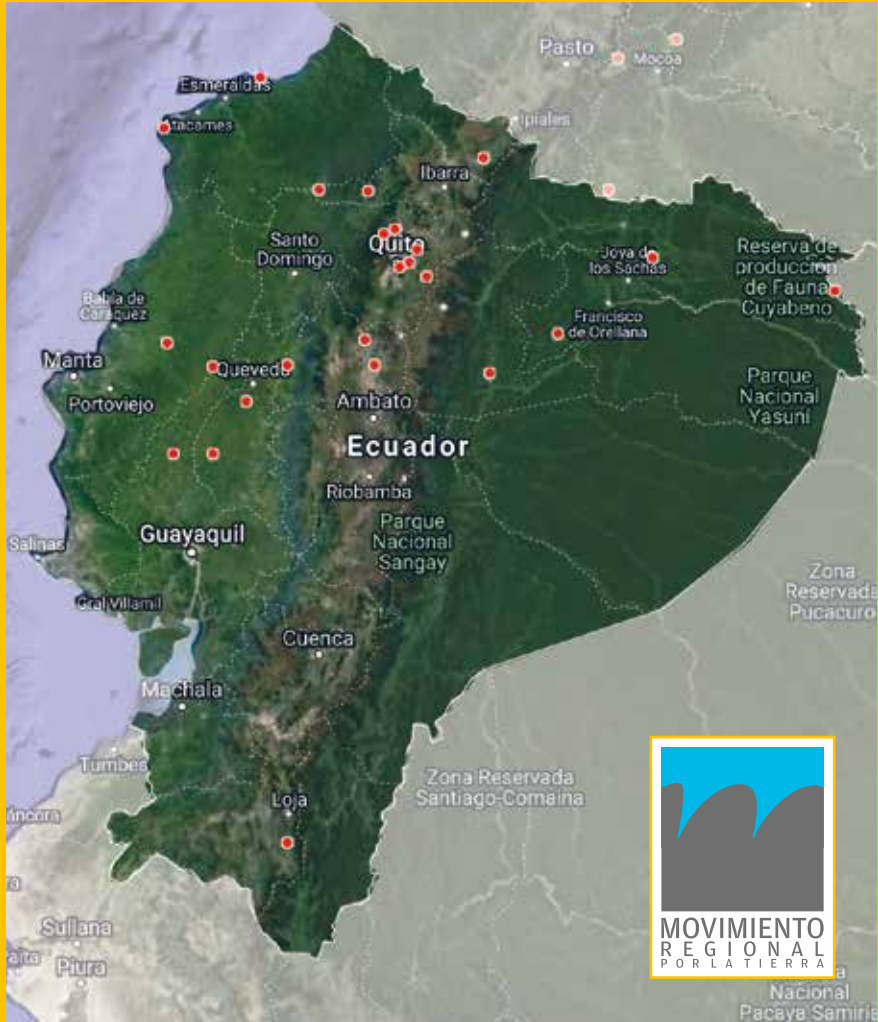 Pasto
Mocoa
Esmeraldas
Atacames
Ipiales
Ibarra
Quito
Santo
Domingo
Joya de
los Sachas
Reserva de
produccion
de Fauna
Cuyabeno
Bahía de
Caraquez
Francisco
de Orellana
Manta
Quevedo
Portoviejo
Ambato
Parque
Nacional
Yasuní
Ecuador
Riobamba
Guayaquil
Parque
Nacional
Sangay
Salinas
Gral Villamil
Zona
Reservada
Pucacuro
Cuenca
Machala
Tumbes
Zona Reservada
Santiago-Comaina
Loja
Sullana
Piura
MOVIMIENTO
REGIONAL
POR LA TIERRA
Nacional
Pacaya Samiria